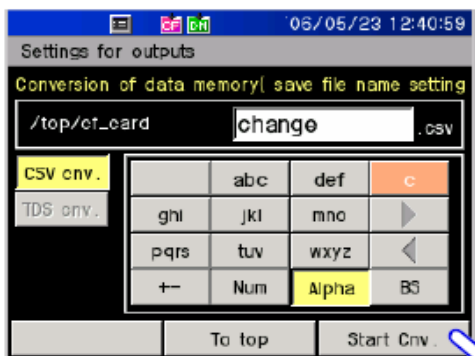 CF DM '06/05/23 12:40:59
Settings for outputs
Conversion of data memory( save file name setting
/top/cf_card change .csv
CSV cnv. abc def C
TDS cnv. ghi jkl mno
pqrs tuv wxyz
+- Num Alpha BS
To top Start Cnv.